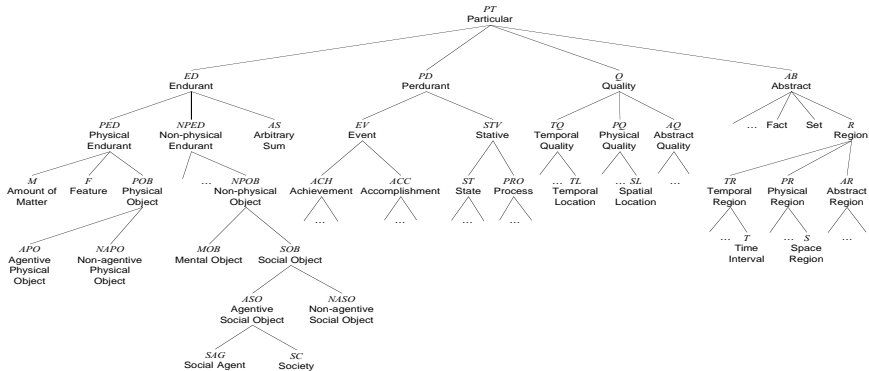 PT
Particular
ED
Endurant
PD
Perdurant
Q
Quality
AB
Abstract
PED
Physical
Endurant
NPED
Non-physical
Endurant
AS
Arbitrary
Sum
EV
Event
STV
Stative
TQ
Temporal
Quality
PQ
Physical
Quality
AQ
Abstract
Quality
... Fact Set
R
Region
M
Amount of
Matter
F
Feature
POB
Physical
Object
...
NPOB
Non-physical
Object
ACH
Achievement
...
ACC
Accomplishment
...
ST
State
...
PRO
Process
...
... TL
Temporal
Location
... SL
Spatial
Location
...
TR
Temporal
Region
PR
Physical
Region
AR
Abstract
Region
APO
Agentive
Physical
Object
NAPO
Non-agentive
Physical
Object
MOB
Mental Object
SOB
Social Object
... T
Time
Interval
... S
Space
Region
...
ASO
Agentive
Social Object
NASO
Non-agentive
Social Object
SAG
Social Agent
SC
Society